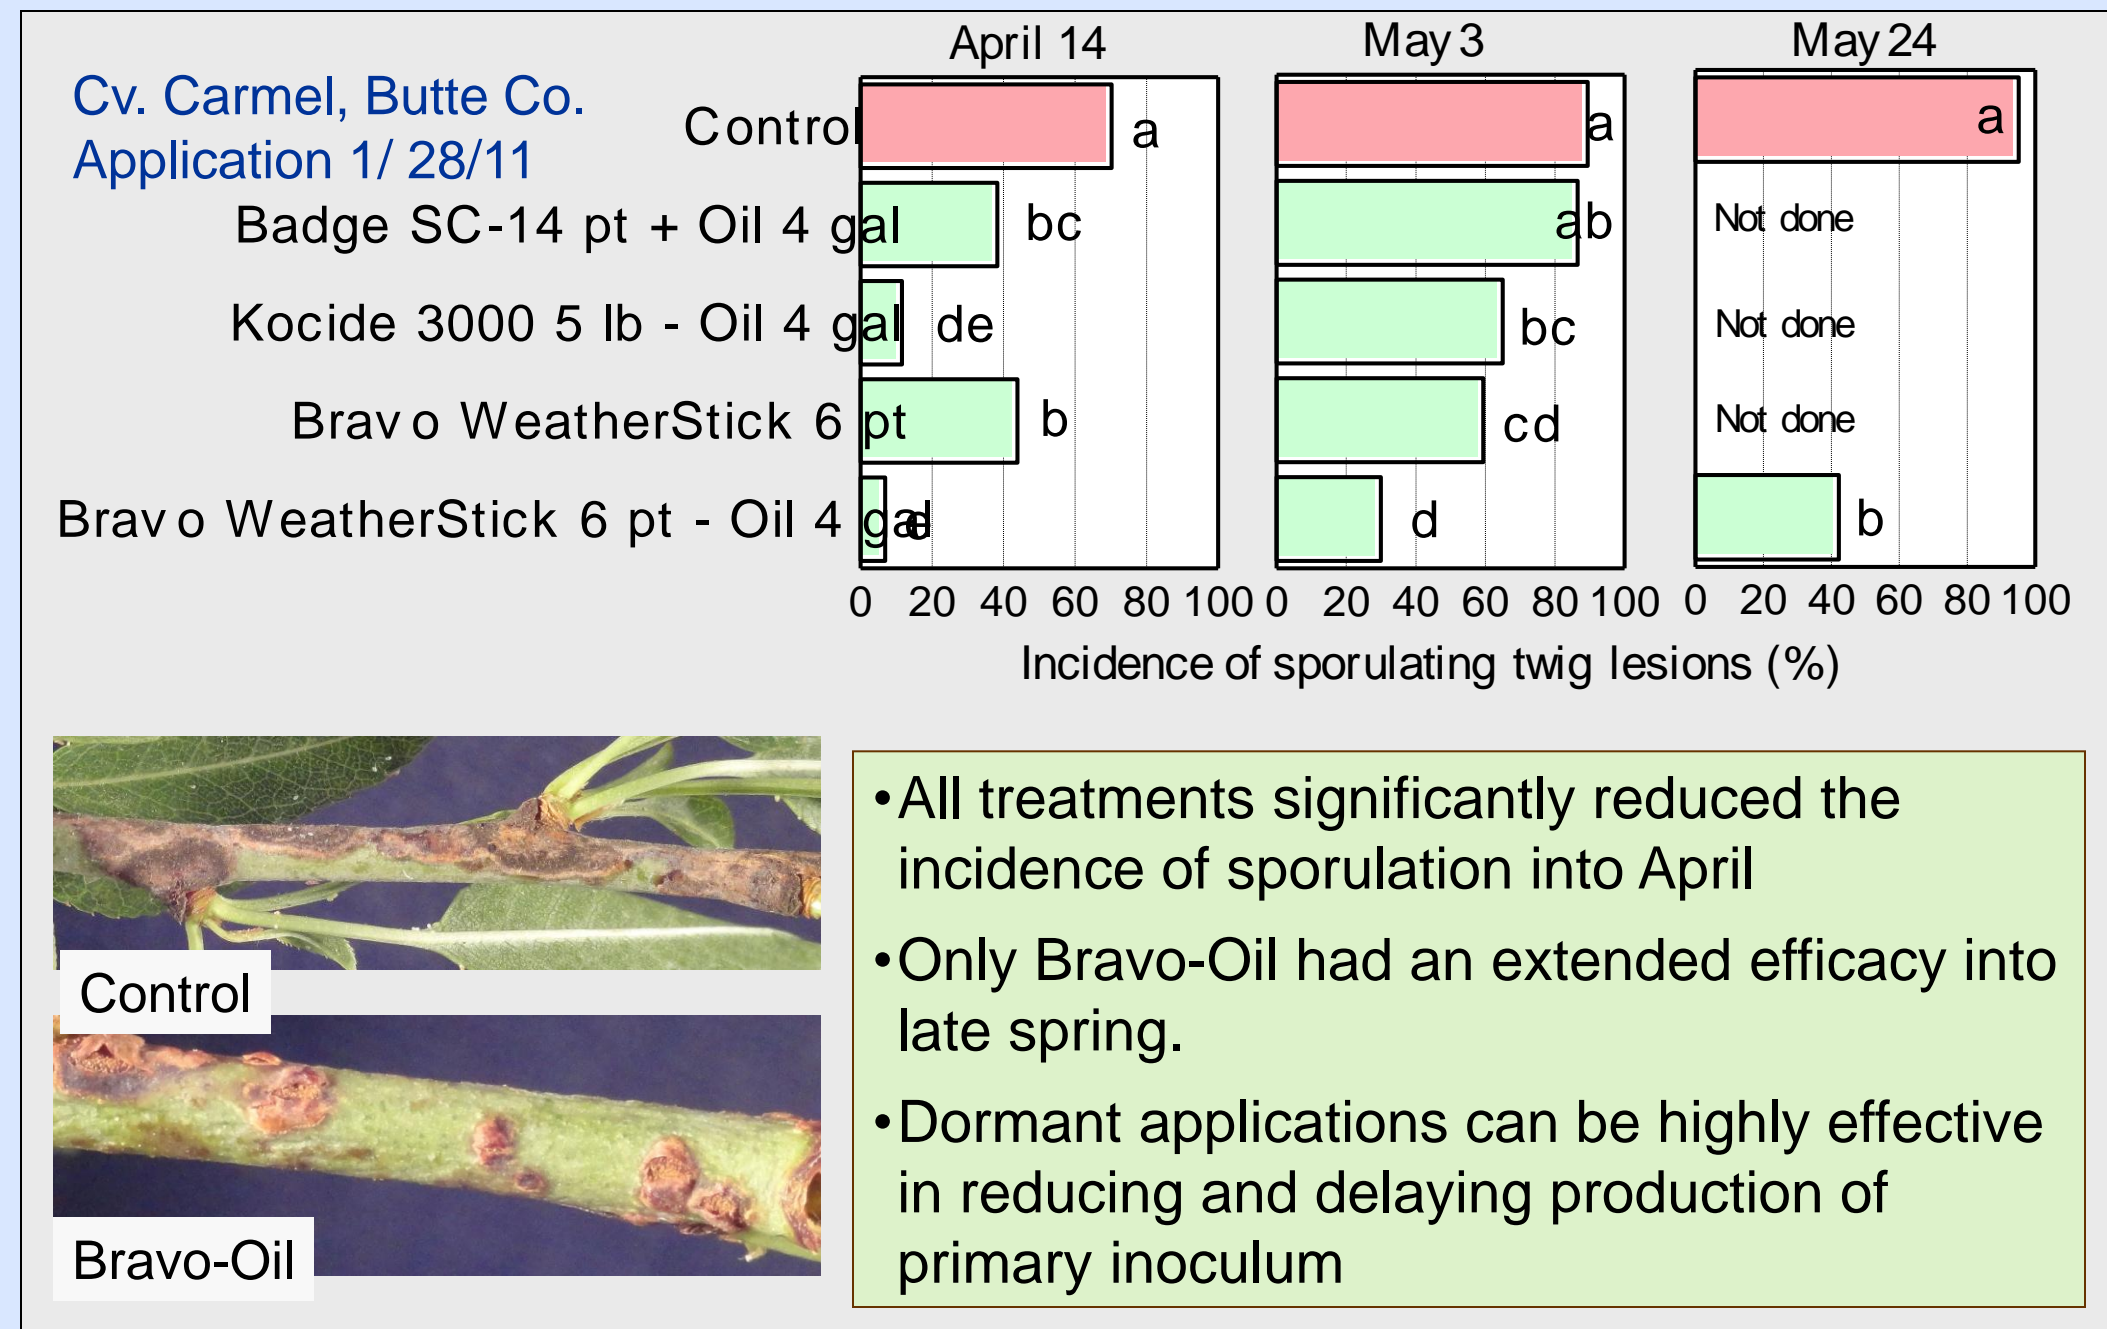 April 14
May 3
May 24
Cv. Carmel, Butte Co.
Application 1/ 28/11
Control
a
a
a
Badge SC-14 pt + Oil 4 gal
bc
ab
Not done
Kocide 3000 5 lb - Oil 4 gal
de
bc
Not done
Bravo WeatherStick 6 pt
b
cd
Not done
Bravo WeatherStick 6 pt - Oil 4 gal
e
d
b
0 20 40 60 80 100
0 20 40 60 80 100
0 20 40 60 80 100
Incidence of sporulating twig lesions (%)
Control
Bravo-Oil
•All treatments significantly reduced the
incidence of sporulation into April
•Only Bravo-Oil had an extended efficacy into
late spring.
•Dormant applications can be highly effective
in reducing and delaying production of
primary inoculum